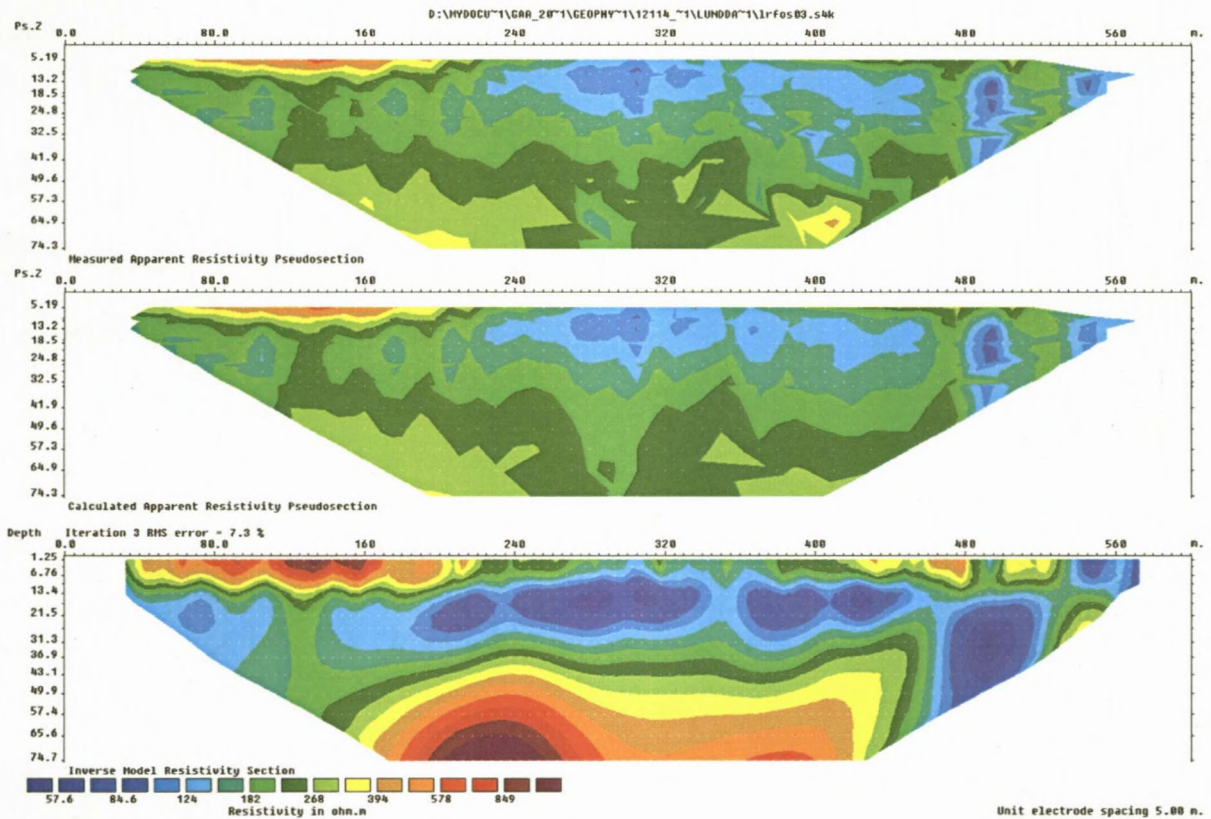 D:\MYDOCU~1\GAA_20~1\GEOPHY~1\12114_~1\LUNDDA~1\lrfos03.s4k
Ps.Z 0.0 80.0 160 240 320 400 480 560 m.
5.19
13.2
18.5
24.8
32.5
41.9
49.6
57.3
64.9
74.3
Measured Apparent Resistivity Pseudosection
Ps.Z 0.0 80.0 160 240 320 400 480 560 m.
5.19
13.2
18.5
24.8
32.5
41.9
49.6
57.3
64.9
74.3
Calculated Apparent Resistivity Pseudosection
Depth Iteration 3 RMS error = 7.3 %
0.0 80.0 160 240 320 400 480 560 m.
1.25
6.76
13.4
21.5
31.3
36.9
43.1
49.9
57.4
65.6
74.7
Inverse Model Resistivity Section
57.6 84.6 124 182 268 394 578 849
Resistivity in ohm.m
Unit electrode spacing 5.00 m.